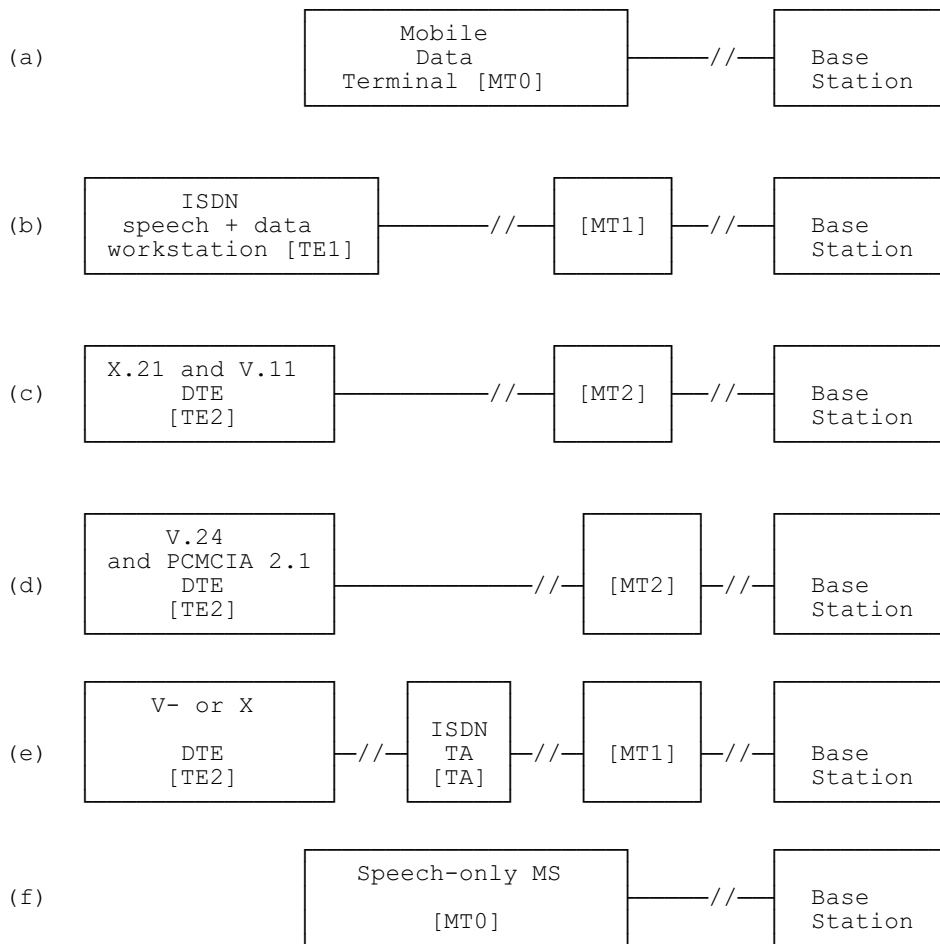 Mobile
(a) Data Base
Terminal [MT0] Station
ISDN
(b) speech + data [MT1] Base
workstation [TE1] Station
X.21 and V.11
(c) DTE [MT2] Base
[TE2] Station
V.24
and PCMCIA 2.1
(d) DTE [MT2] Base
[TE2] Station
V- or X
ISDN
(e) DTE TA [MT1] Base
[TE2] [TA] Station
Speech-only MS
(f) Base
[MT0] Station